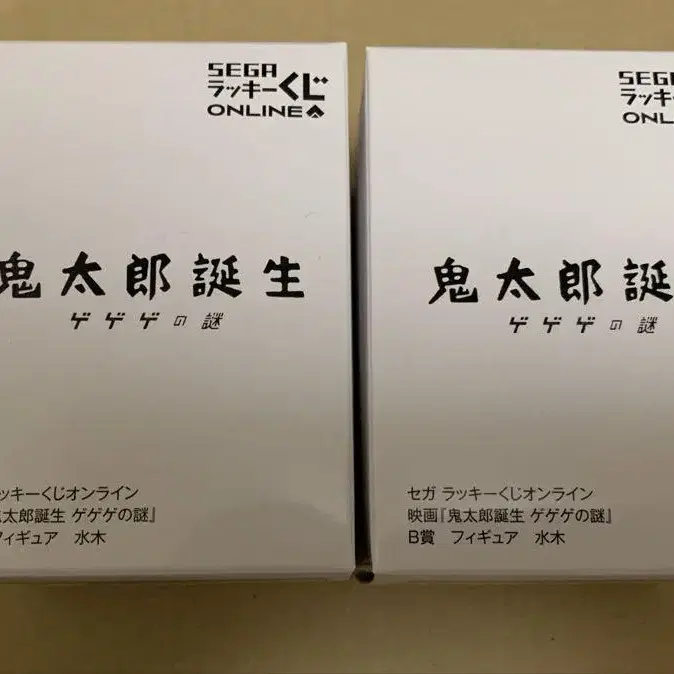 SEGA
ラッキーくじ
ONLINE
鬼太郎誕生
ゲゲゲの謎
ッキーくじオンライン
太郎誕生 ゲゲゲの謎』
フィギュア 水木
SEGA
ラッキー
ONL
鬼太郎誕
ゲゲゲの謎
セガ ラッキーくじオンライン
映画『鬼太郎誕生 ゲゲゲの謎』
B賞 フィギュア 水木